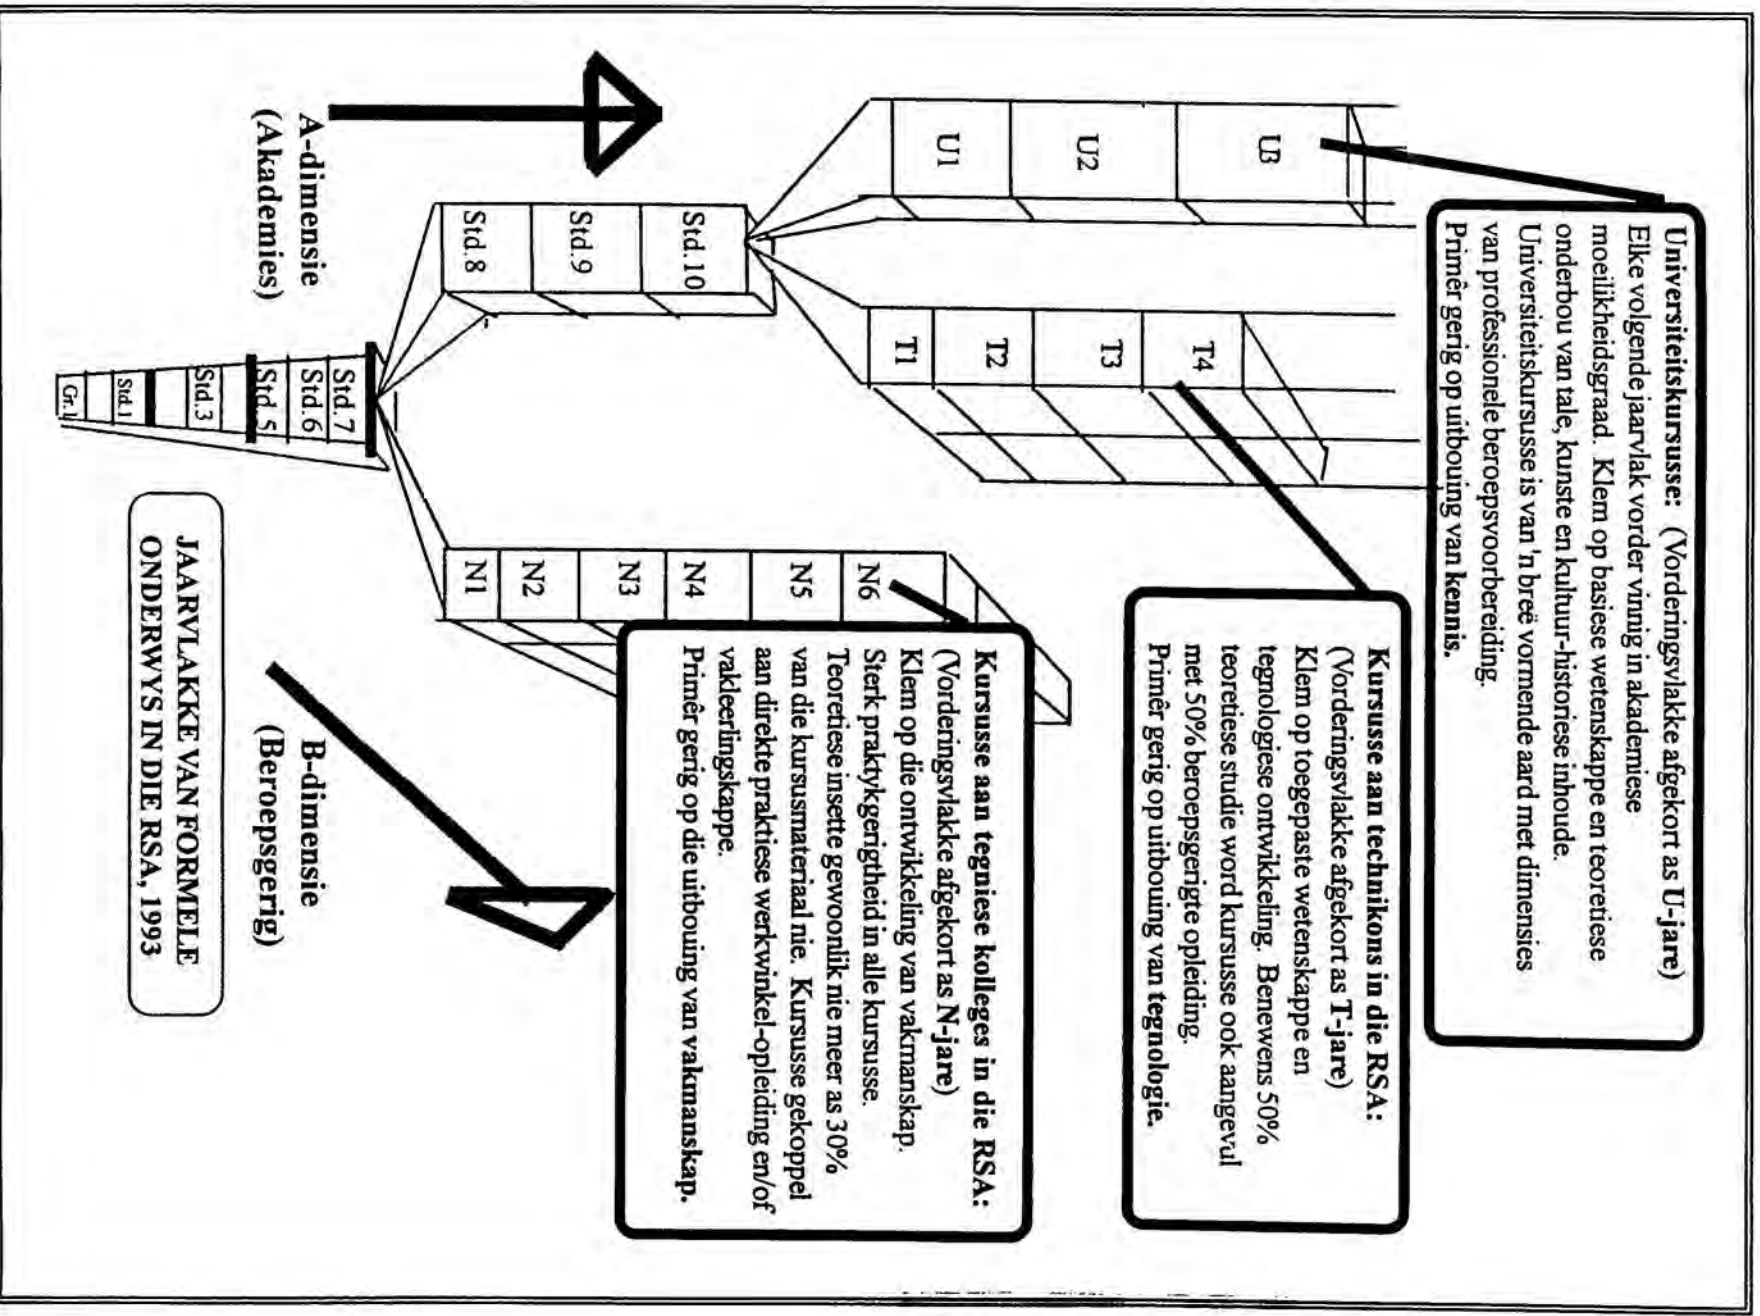 Universiteitskursusse: (Vorderingsvlakke afgekort as U-jare)
Elke volgende jaarvlak vorder vinnig in akademiese
moeilikheidsgraad. Klem op basiese wetenskappe en teoretiese
onderbou van tale, kunste en kultuur-historiese inhoude.
Universiteitskursusse is van 'n breë vormende aard met dimensies
van professionele beroepsvoorbereiding.
Primêr gerig op uitbouing van kennis.
Kursusse aan technikons in die RSA:
(Vorderingsvlakke afgekort as T-jare)
Klem op toegepaste wetenskappe en
tegnologiese ontwikkeling. Benewens 50%
teoretiese studie word kursusse ook aangevul
met 50% beroepsgerigte opleiding.
Primêr gerig op uitbouing van tegnologie.
Kursusse aan tegniese kolleges in die RSA:
(Vorderingsvlakke afgekort as N-jare)
Klem op die ontwikkeling van vakmanskap.
Sterk praktykgerigtheid in alle kursusse.
Teoretiese insette gewoonlik nie meer as 30%
van die kursusmateriaal nie. Kursusse gekoppel
aan direkte praktiese werkwinkel-opleiding en/of
vakleerlingskappe.
Primêr gerig op die uitbouing van vakmanskap.
U3
U2
U1
T4
T3
T2
T1
Std.10
Std.9
Std.8
N6
N5
N4
N3
N2
N1
Std.7
Std.6
Std.5
Std.3
Std.1
Gr.1
A-dimensie
(Akademies)
B-dimensie
(Beroepsgerig)
JAARVLAKKE VAN FORMELE
ONDERWYS IN DIE RSA, 1993